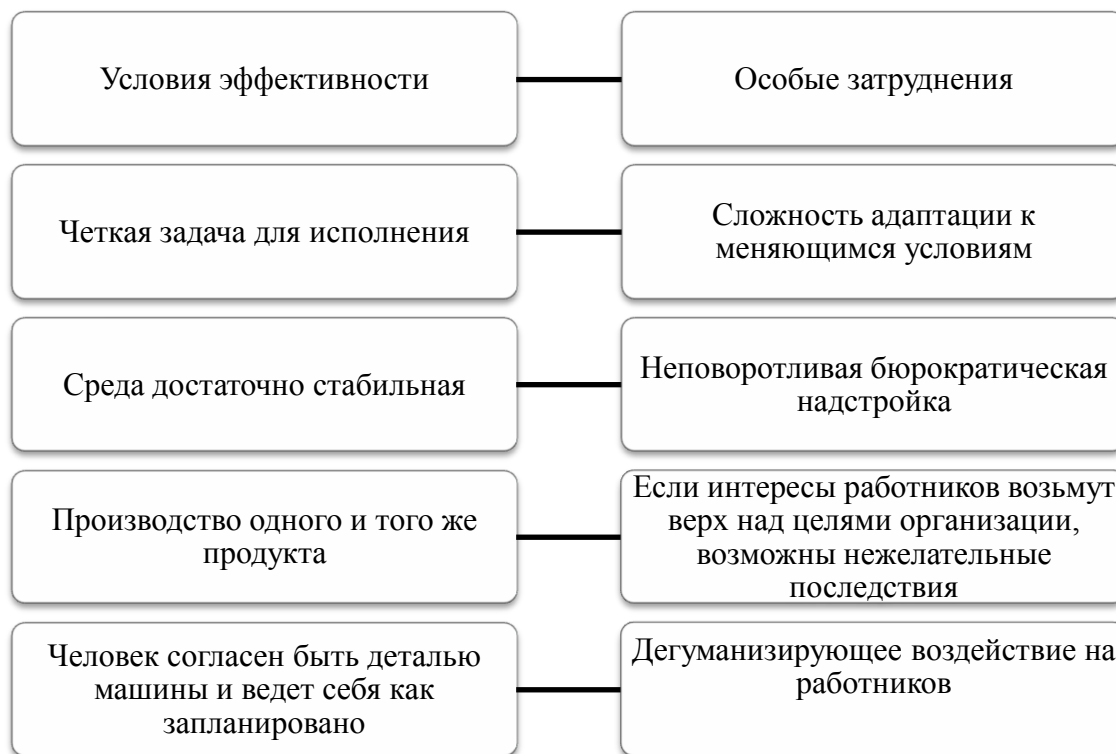 Условия эффективности
Особые затруднения
Четкая задача для исполнения
Сложность адаптации к
меняющимся условиям
Среда достаточно стабильная
Неповоротливая бюрократическая
надстройка
Производство одного и того же
продукта
Если интересы работников возьмут
верх над целями организации,
возможны нежелательные
последствия
Человек согласен быть деталью
машины и ведет себя как
запланировано
Дегуманизирующее воздействие на
работников